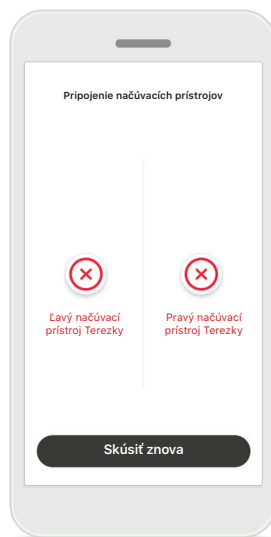 Pripojenie načúvacích prístrojov
Ľavý načúvací
prístroj Terezky
Pravý načúvací
prístroj Terezky
Skúsiť znova